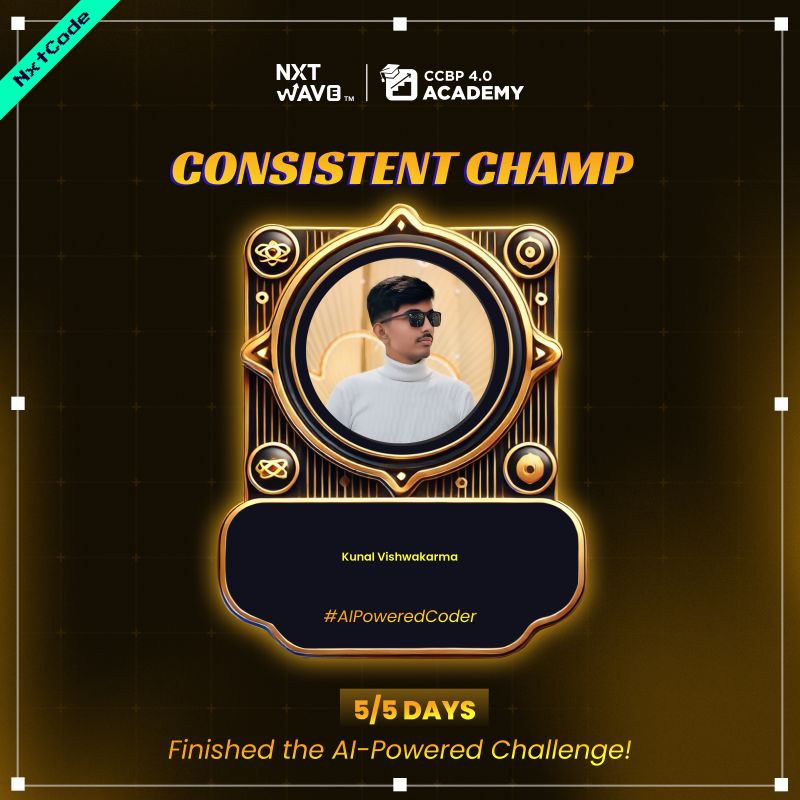 NxtCode
NXT
WAVE™
CCBP 4.0
ACADEMY
CONSISTENT CHAMP
Kunal Vishwakarma
#AIPoweredCoder
5/5 DAYS
Finished the AI-Powered Challenge!